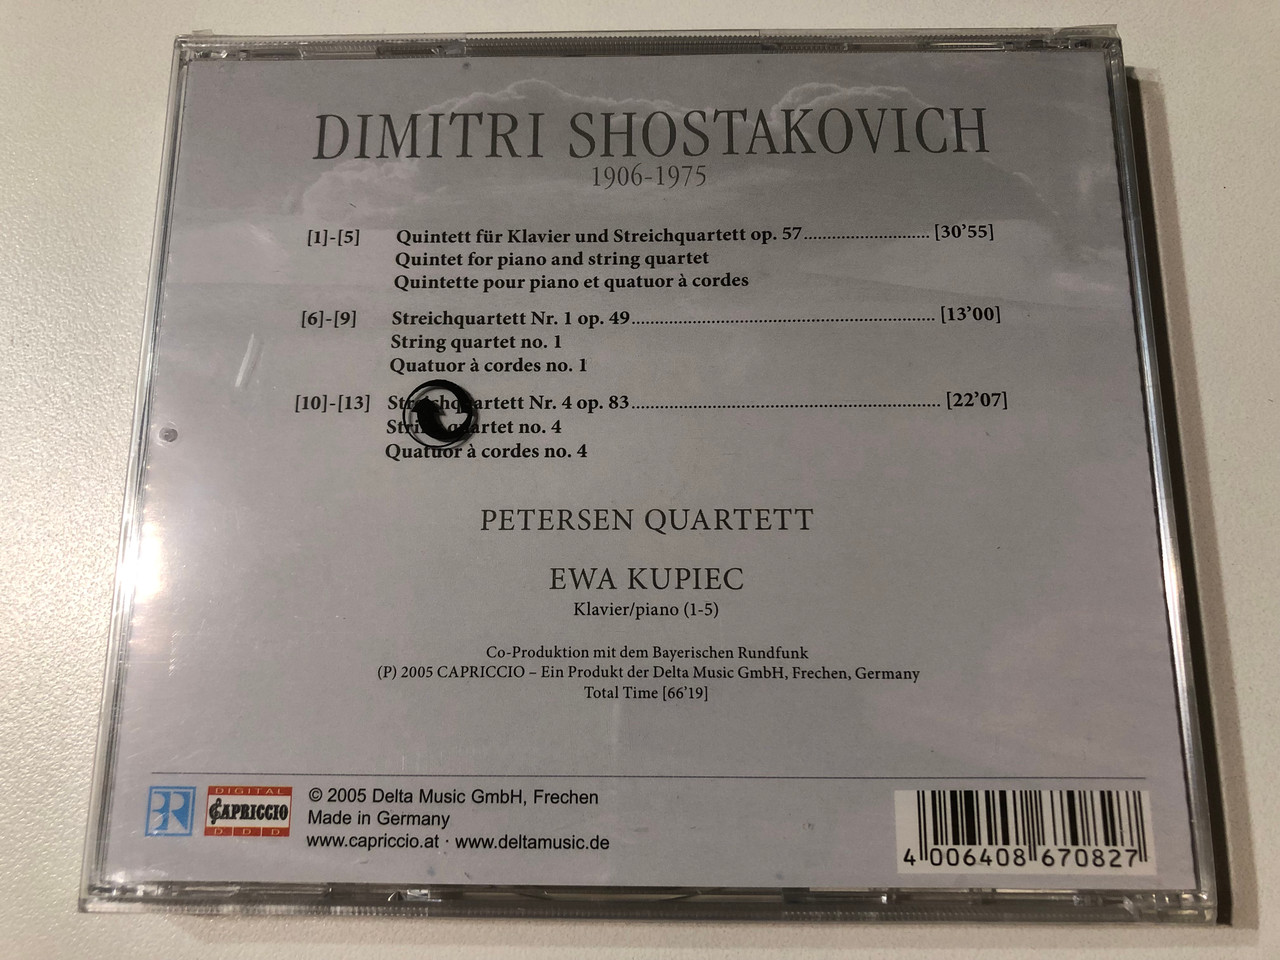 DIMITRI SHOSTAKOVICH
1906-1975
[1]-[5] Quintett für Klavier und Streichquartett op. 57.......................... [30’55]
Quintet for piano and string quartet
Quintette pour piano et quatuor à cordes
[6]-[9] Streichquartett Nr. 1 op. 49................................................................ [13’00]
String quartet no. 1
Quatuor à cordes no. 1
[10]-[13] Streichquartett Nr. 4 op. 83................................................................ [22’07]
String quartet no. 4
Quatuor à cordes no. 4
PETERSEN QUARTETT
EWA KUPIEC
Klavier/piano (1-5)
Co-Produktion mit dem Bayerischen Rundfunk
(P) 2005 CAPRICCIO – Ein Produkt der Delta Music GmbH, Frechen, Germany
Total Time [66’19]
BR
DIGITAL
CAPRICCIO
D D D
© 2005 Delta Music GmbH, Frechen
Made in Germany
www.capriccio.at · www.deltamusic.de
4 006408 670827